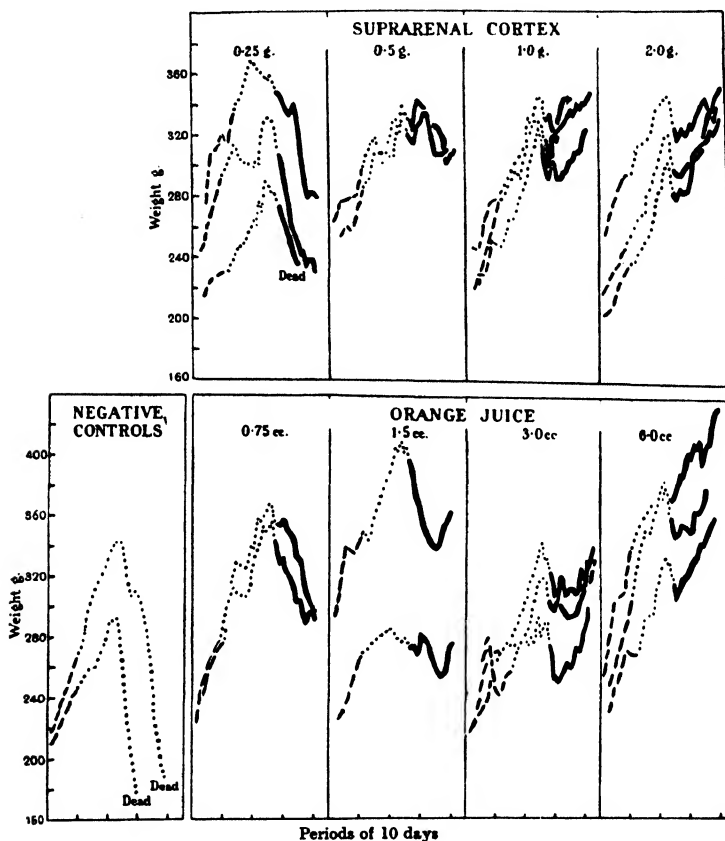 SUPRARENAL CORTEX
0·25 g. 0·5 g. 1·0 g. 2·0 g.
360
320
280
240
200
160
Weight g.
Dead
NEGATIVE CONTROLS
ORANGE JUICE
0·75 cc. 1·5 cc. 3·0 cc 6·0 cc
400
360
320
280
240
200
160
Weight g.
Dead Dead
Periods of 10 days